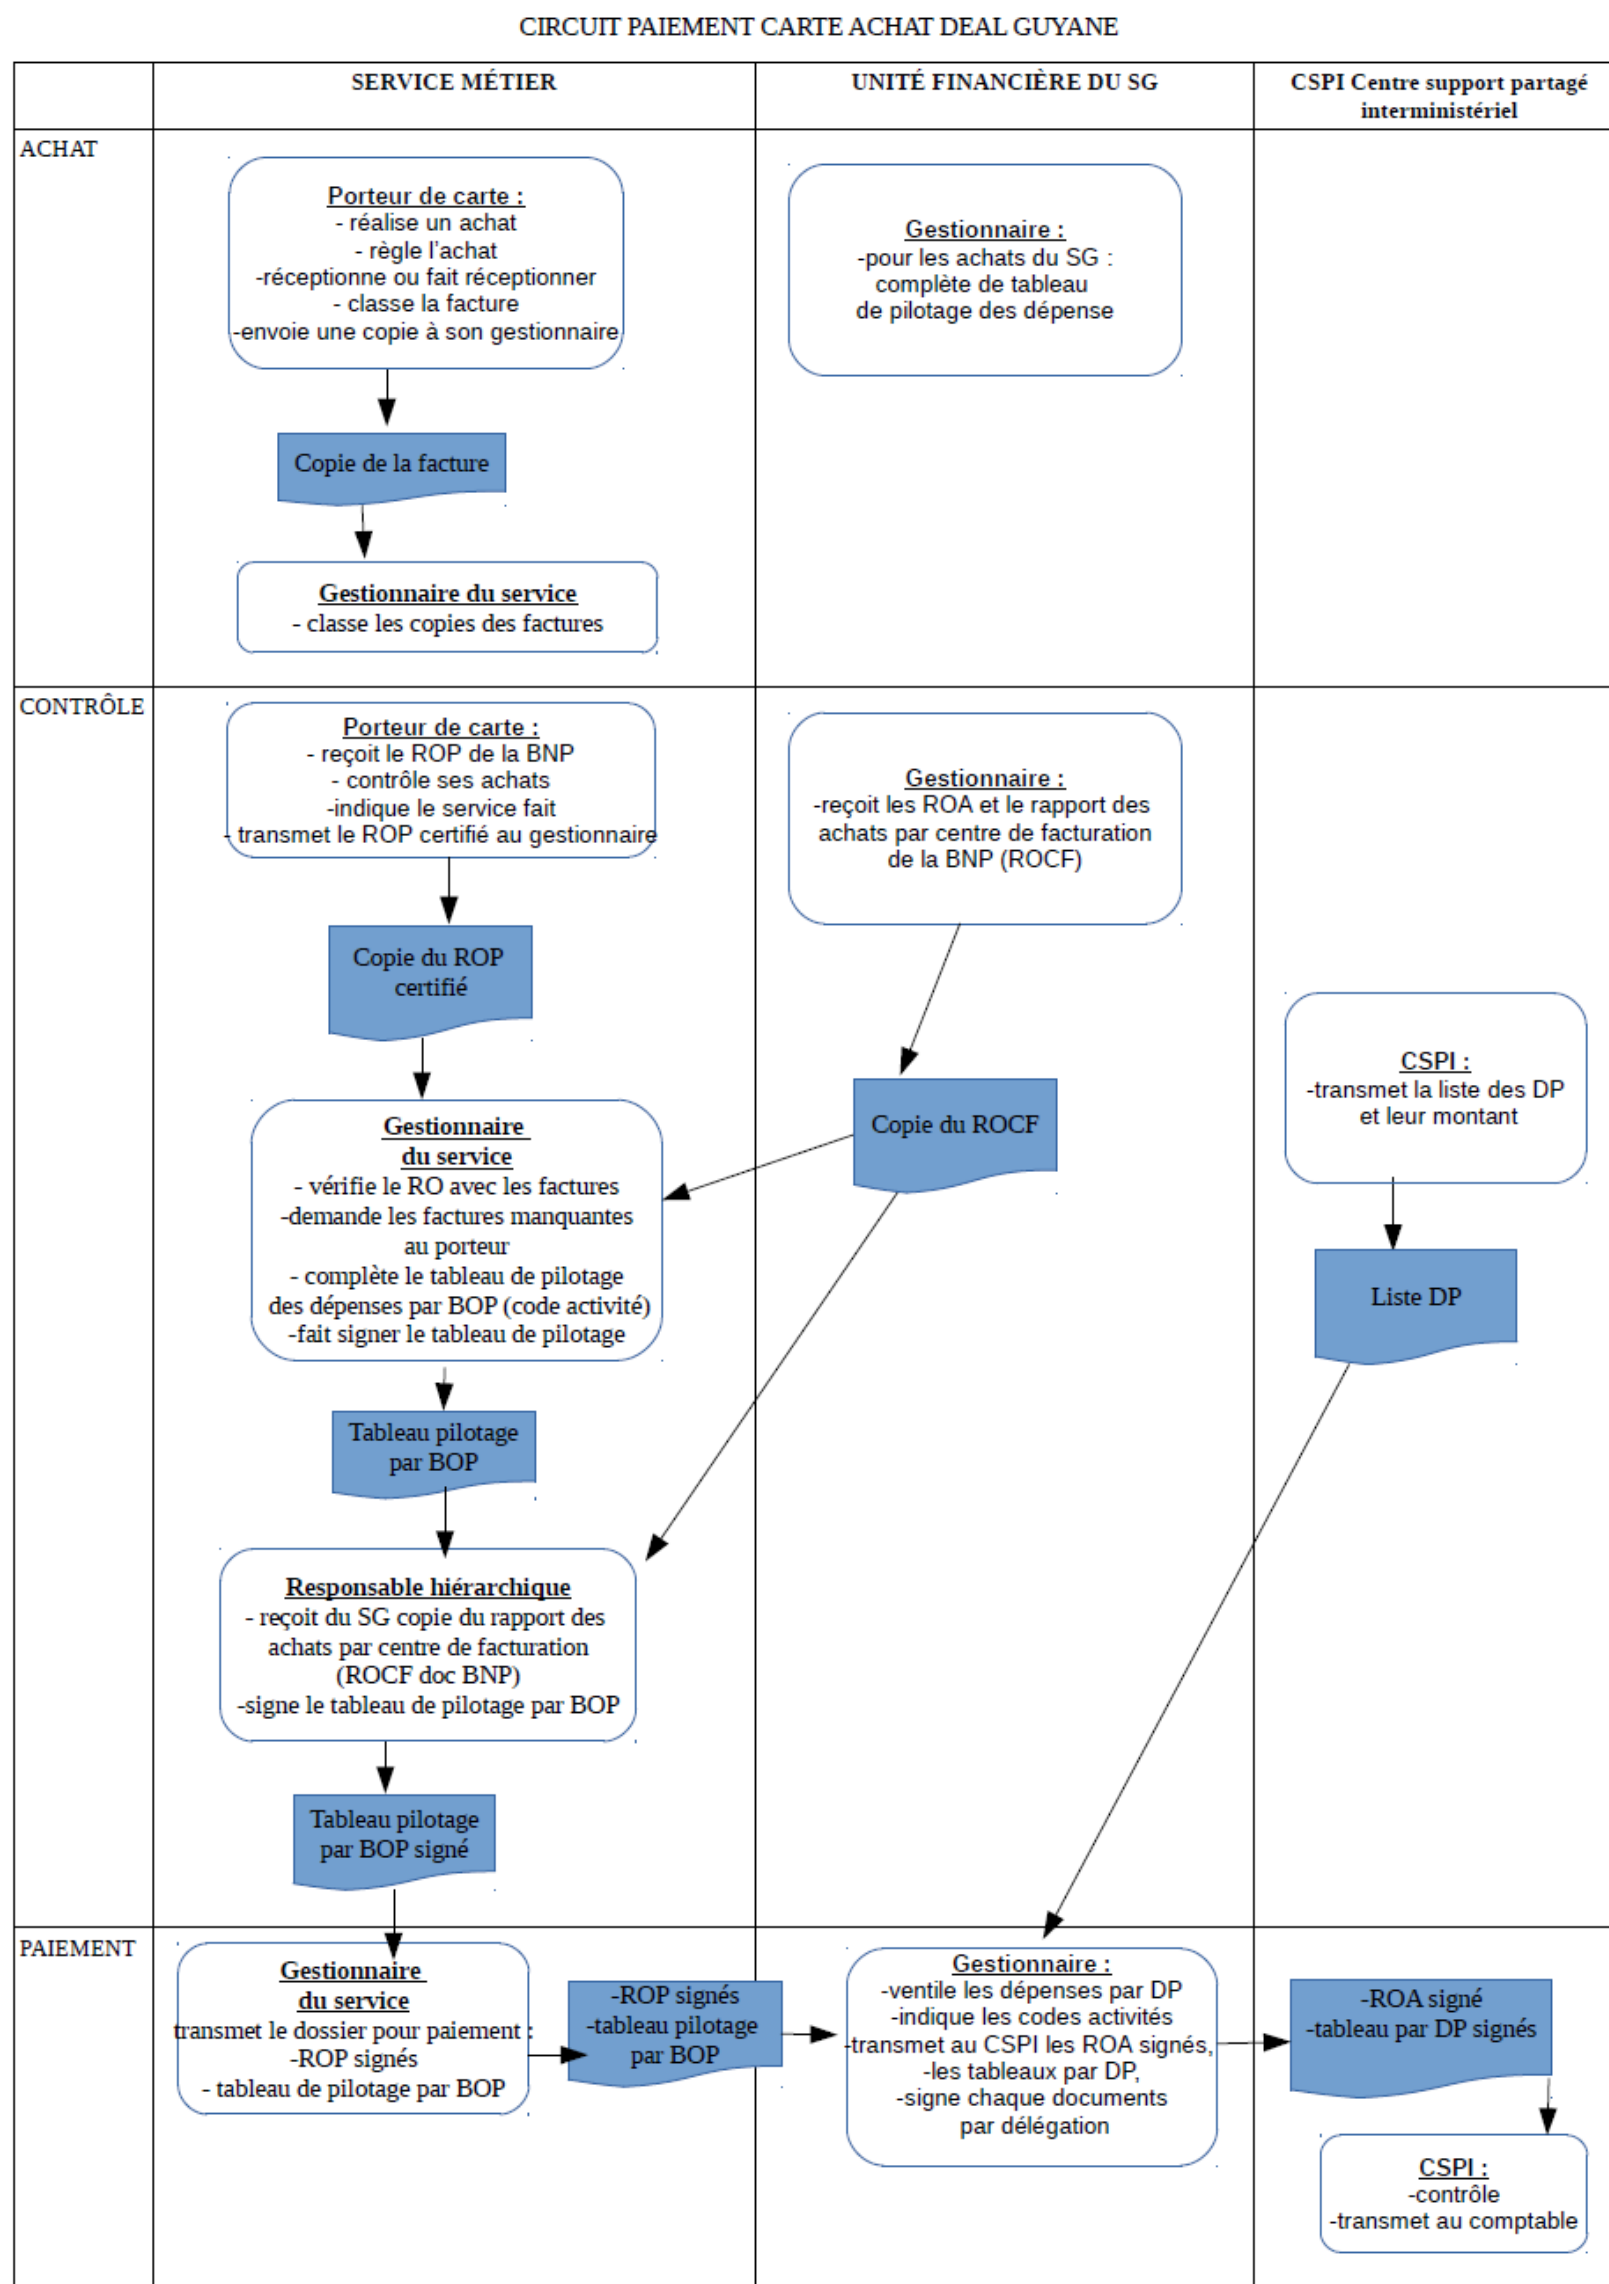 CIRCUIT PAIEMENT CARTE ACHAT DEAL GUYANE
SERVICE MÉTIER
UNITÉ FINANCIÈRE DU SG
CSPI Centre support partagé
interministériel
ACHAT
Porteur de carte :
- réalise un achat
- règle l'achat
-réceptionne ou fait réceptionner
- classe la facture
-envoie une copie à son gestionnaire
Gestionnaire :
-pour les achats du SG :
complète de tableau
de pilotage des dépense
Copie de la facture
Gestionnaire du service
- classe les copies des factures
CONTRÔLE
Porteur de carte :
- reçoit le ROP de la BNP
- contrôle ses achats
-indique le service fait
- transmet le ROP certifié au gestionnaire
Gestionnaire :
-reçoit les ROA et le rapport des
achats par centre de facturation
de la BNP (ROCF)
Copie du ROP
certifié
CSPI :
-transmet la liste des DP
et leur montant
Copie du ROCF
Gestionnaire
du service
- vérifie le RO avec les factures
-demande les factures manquantes
au porteur
- complète le tableau de pilotage
des dépenses par BOP (code activité)
-fait signer le tableau de pilotage
Liste DP
Tableau pilotage
par BOP
Responsable hiérarchique
- reçoit du SG copie du rapport des
achats par centre de facturation
(ROCF doc BNP)
-signe le tableau de pilotage par BOP
Tableau pilotage
par BOP signé
PAIEMENT
Gestionnaire
du service
transmet le dossier pour paiement :
-ROP signés
- tableau de pilotage par BOP
-ROP signés
-tableau pilotage
par BOP
Gestionnaire :
-ventile les dépenses par DP
-indique les codes activités
-transmet au CSPI les ROA signés,
-les tableaux par DP,
-signe chaque documents
par délégation
-ROA signé
-tableau par DP signés
CSPI :
-contrôle
-transmet au comptable